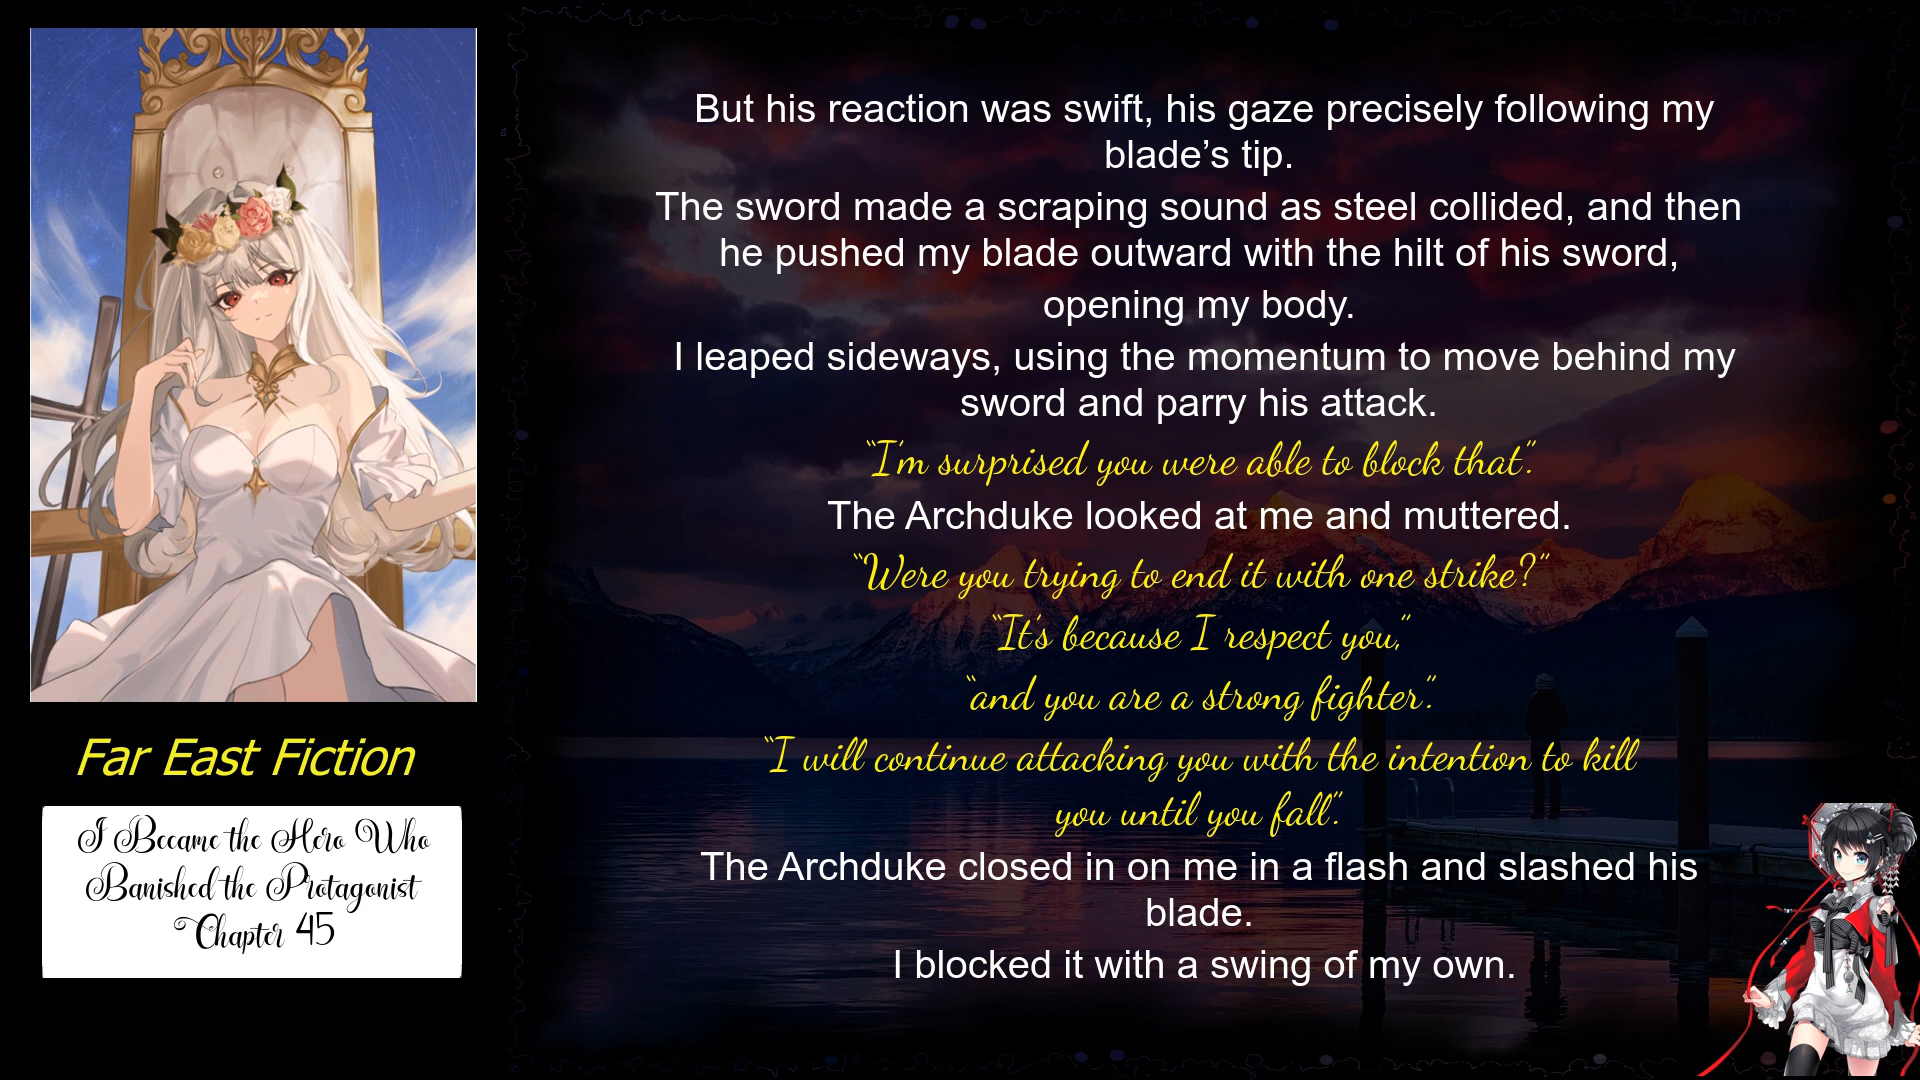 But his reaction was swift, his gaze precisely following my
blade’s tip.
The sword made a scraping sound as steel collided, and then
he pushed my blade outward with the hilt of his sword,
opening my body.
I leaped sideways, using the momentum to move behind my
sword and parry his attack.
“I’m surprised you were able to block that”.
The Archduke looked at me and muttered.
“Were you trying to end it with one strike?”
“It’s because I respect you,”
“and you are a strong fighter”.
“I will continue attacking you with the intention to kill
you until you fall”.
The Archduke closed in on me in a flash and slashed his
blade.
I blocked it with a swing of my own.
Far East Fiction
I Became the Hero Who
Banished the Protagonist
Chapter 45